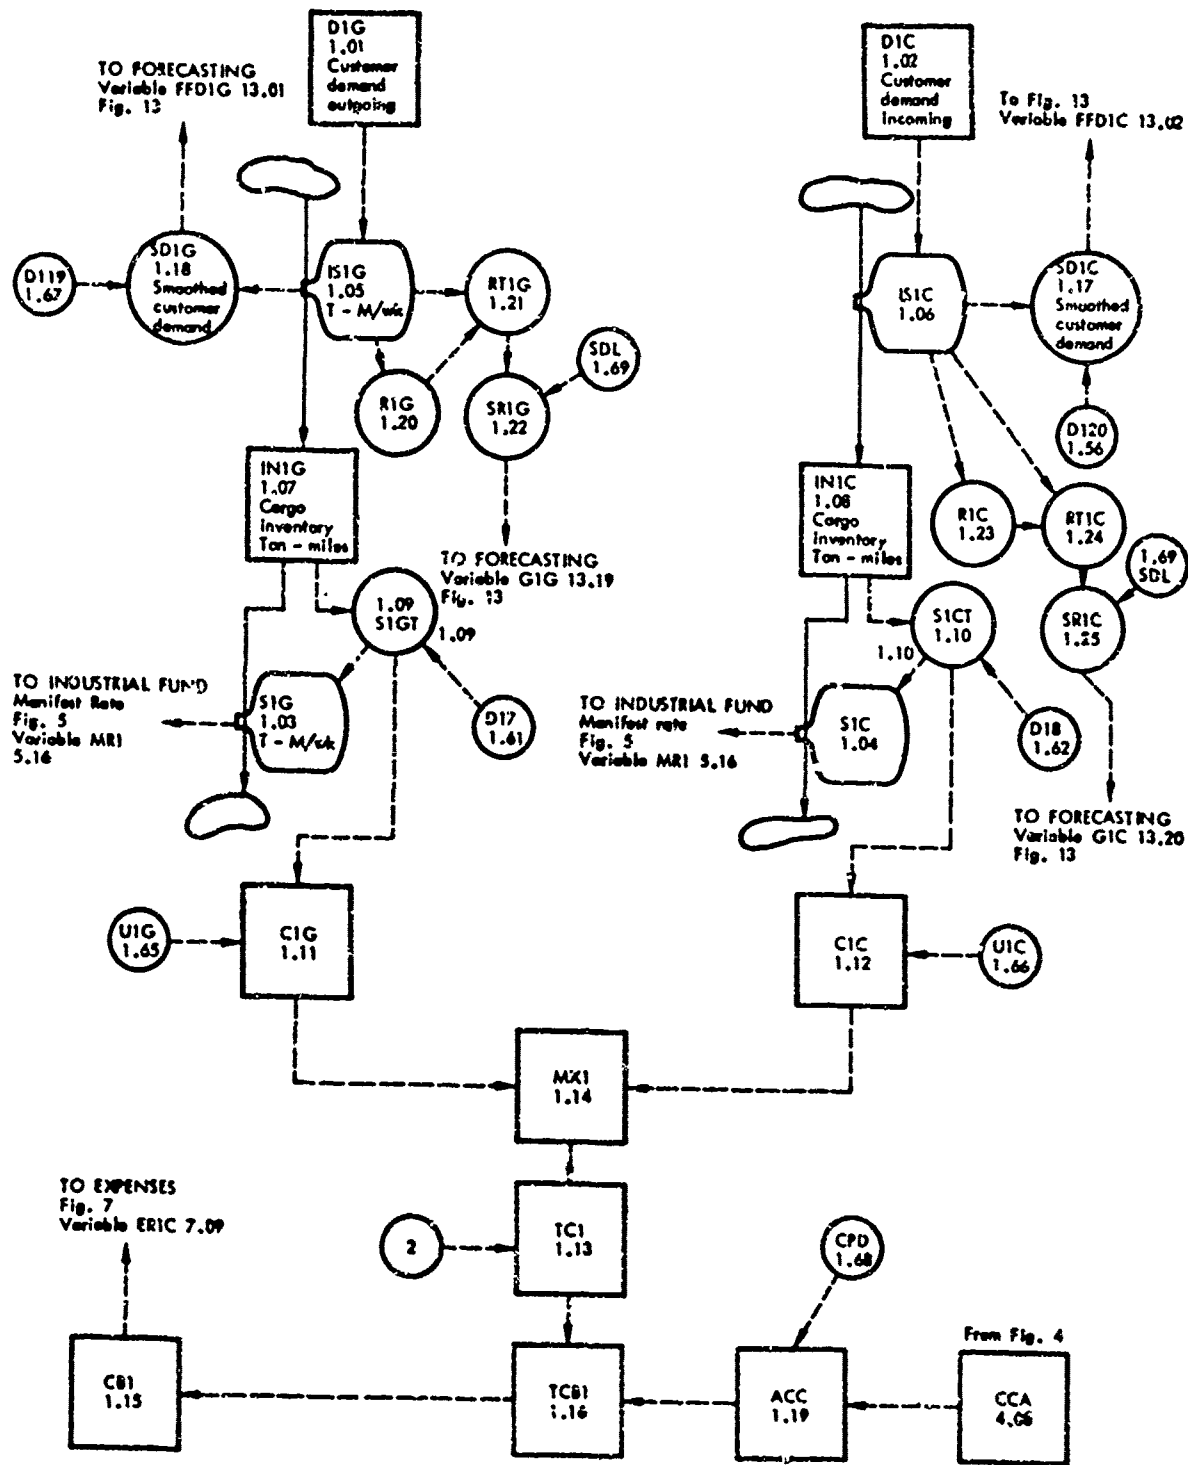 D1G
1.01
Customer
demand
outgoing
D1C
1.02
Customer
demand
incoming
TO FORECASTING
Variable FFD1G 13.01
Fig. 13
To Fig. 13
Variable FFD1C 13.02
D119
1.67
SD1G
1.18
Smoothed
customer
demand
IS1G
1.05
T - M/wk
RT1G
1.21
R1G
1.20
SDL
1.69
SR1G
1.22
IS1C
1.06
SD1C
1.17
Smoothed
customer
demand
D120
1.56
IN1G
1.07
Cargo
inventory
Ton - miles
TO FORECASTING
Variable G1G 13.19
Fig. 13
IN1C
1.08
Cargo
inventory
Ton - miles
R1C
1.23
RT1C
1.24
1.69
SDL
SR1C
1.25
1.09
S1GT
1.09
S1CT
1.10
1.10
TO INDUSTRIAL FUND
Manifest Rate
Fig. 5
Variable MR1
5.16
S1G
1.03
T - M/wk
D17
1.61
TO INDUSTRIAL FUND
Manifest rate
Fig. 5
Variable MR1 5.16
S1C
1.04
D18
1.62
TO FORECASTING
Variable G1C 13.20
Fig. 13
U1G
1.65
C1G
1.11
C1C
1.12
U1C
1.66
MX1
1.14
TO EXPENSES
Fig. 7
Variable ER1C 7.09
2
TC1
1.13
CPD
1.68
From Fig. 4
CB1
1.15
TCB1
1.16
ACC
1.19
CCA
4.06